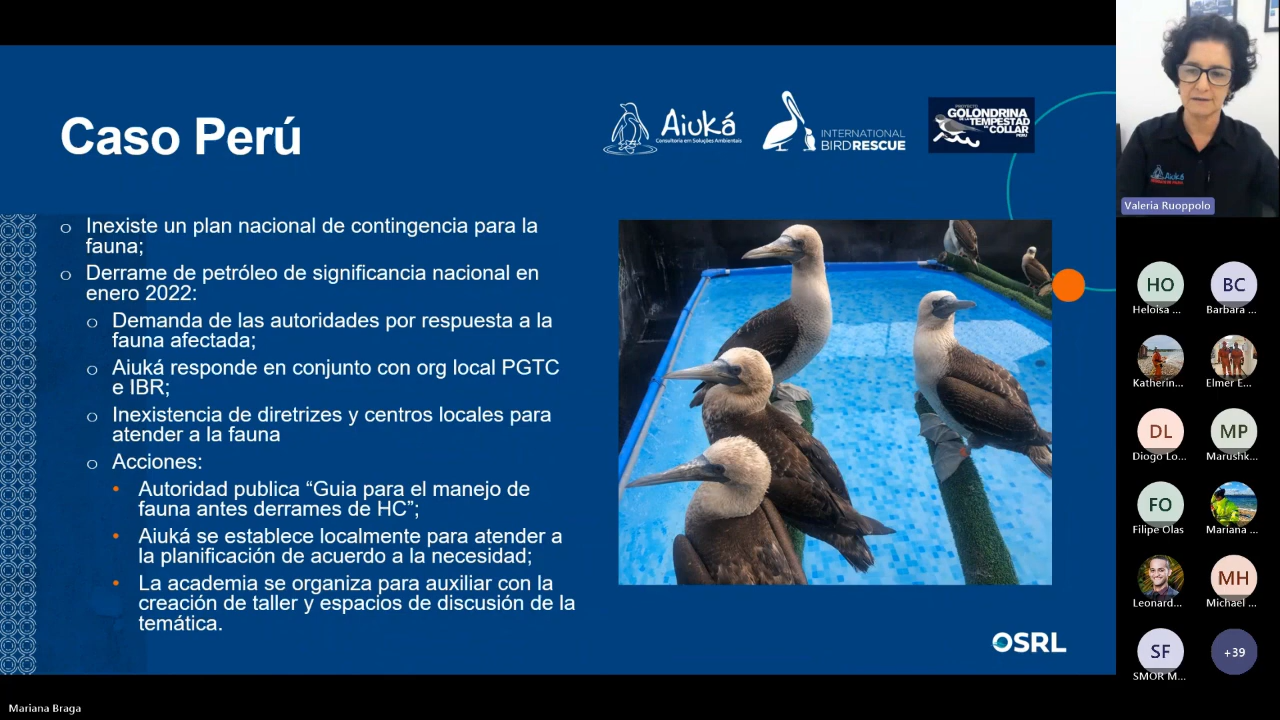 Caso Perú
Aiuká
Consultoria em Soluções Ambientais
INTERNATIONAL
BIRDRESCUE
PROYECTO
GOLONDRINA
DE LA TEMPESTAD
DE COLLAR
PERÚ
o Inexiste un plan nacional de contingencia para la
fauna;
o Derrame de petróleo de significancia nacional en
enero 2022:
o Demanda de las autoridades por respuesta a la
fauna afectada;
o Aiuká responde en conjunto con org local PGTC
e IBR;
o Inexistencia de diretrizes y centros locales para
atender a la fauna
o Acciones:
• Autoridad publica “Guia para el manejo de
fauna antes derrames de HC”;
• Aiuká se establece localmente para atender a
la planificación de acuerdo a la necesidad;
• La academia se organiza para auxiliar con la
creación de taller y espacios de discusión de la
temática.
OSRL
Aiuká
Valeria Ruoppolo
HO
Heloisa ...
BC
Barbara ...
Katherin...
Elmer E...
DL
Diogo Lo...
MP
Marushk...
FO
Filipe Olas
Mariana ...
Leonard...
MH
Michael ...
SF
SMOR M...
+39
Mariana Braga